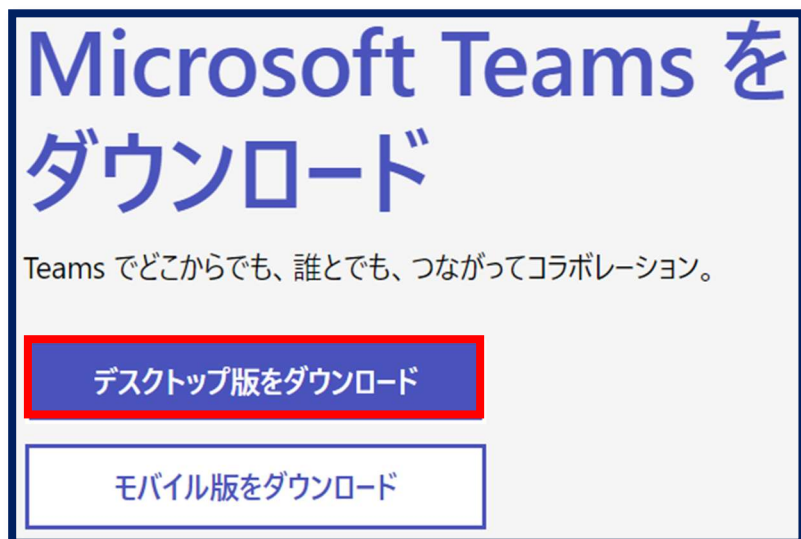 Microsoft Teams を
ダウンロード
Teams でどこからでも、誰とでも、つながってコラボレーション。
デスクトップ版をダウンロード
モバイル版をダウンロード